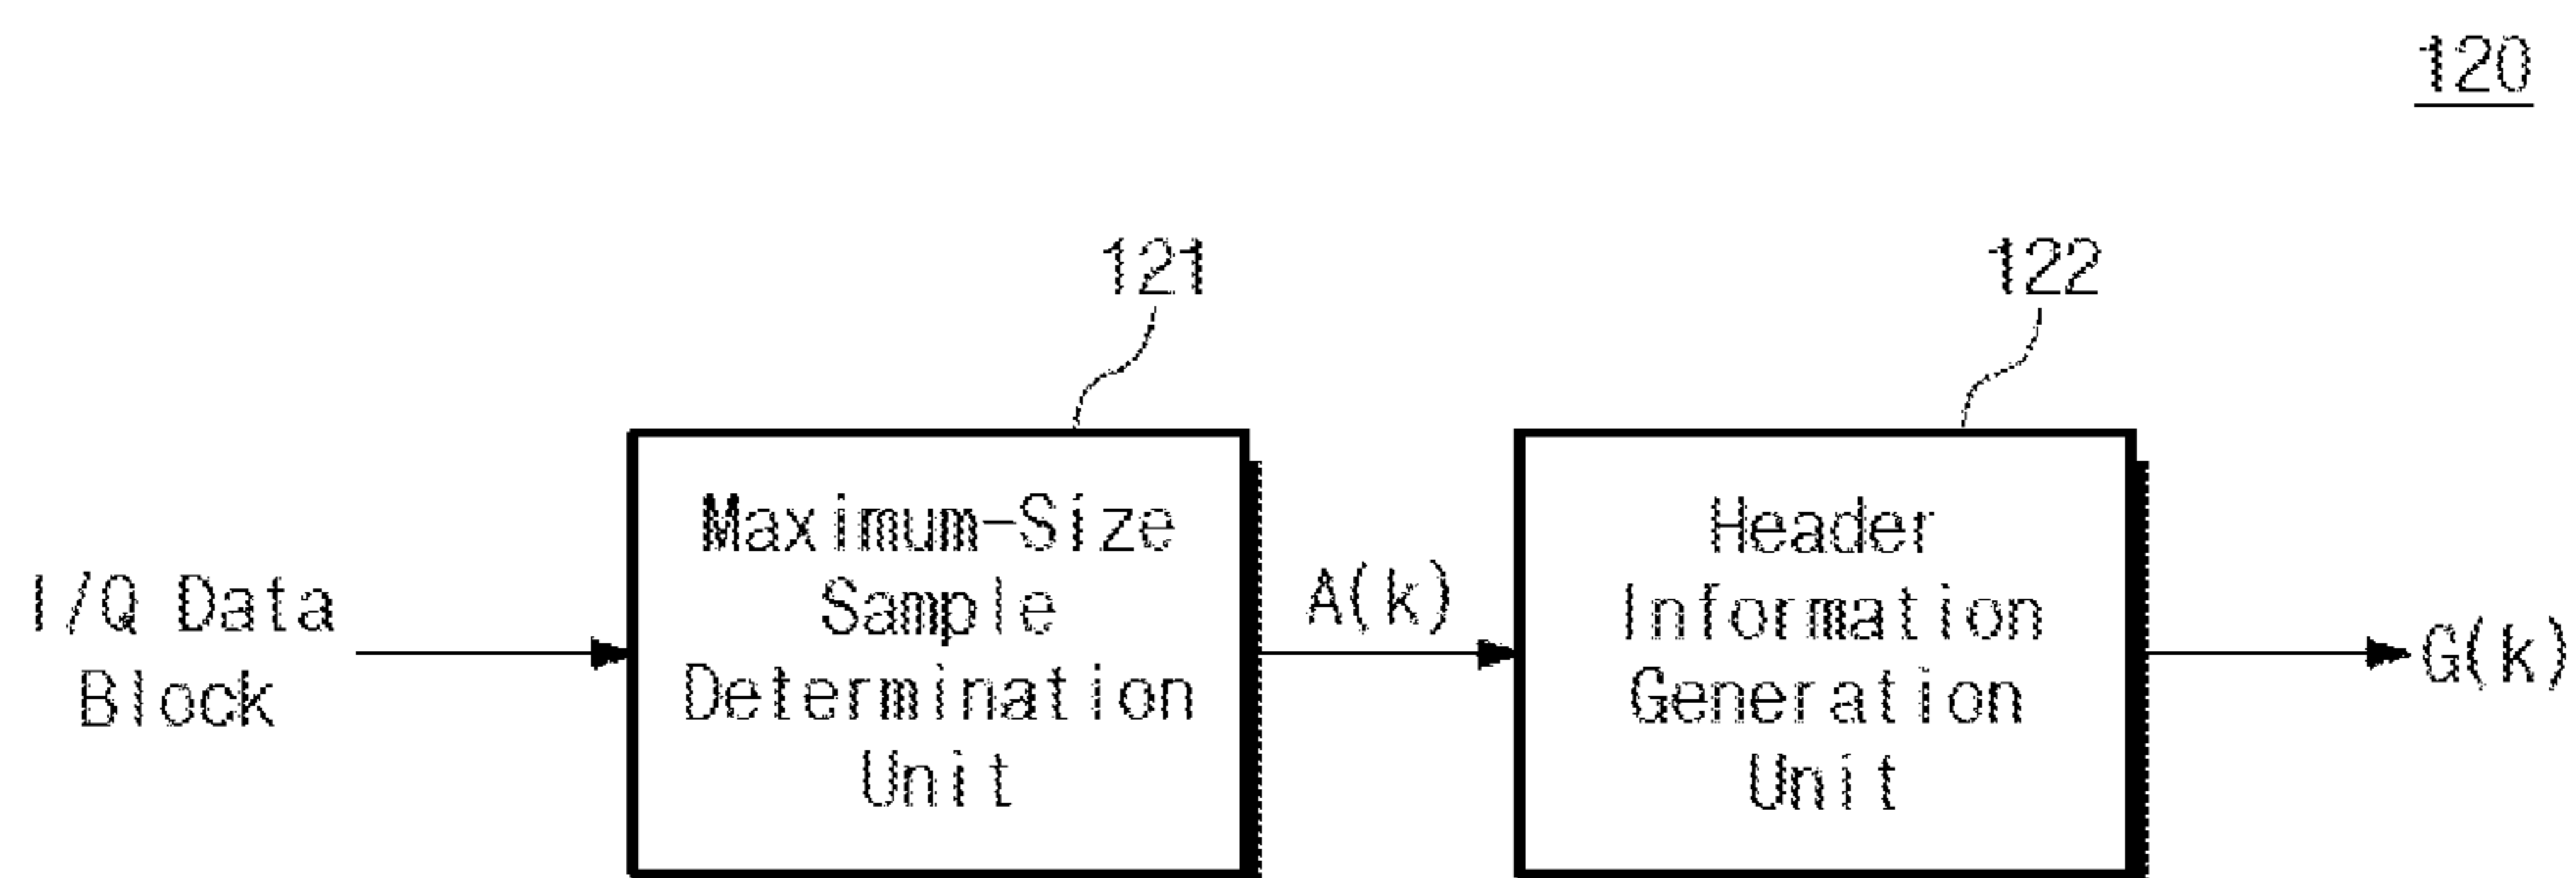 120
121
122
I/Q Data
Block
Maximum-Size
Sample
Determination
Unit
A(k)
Header
Information
Generation
Unit
G(k)